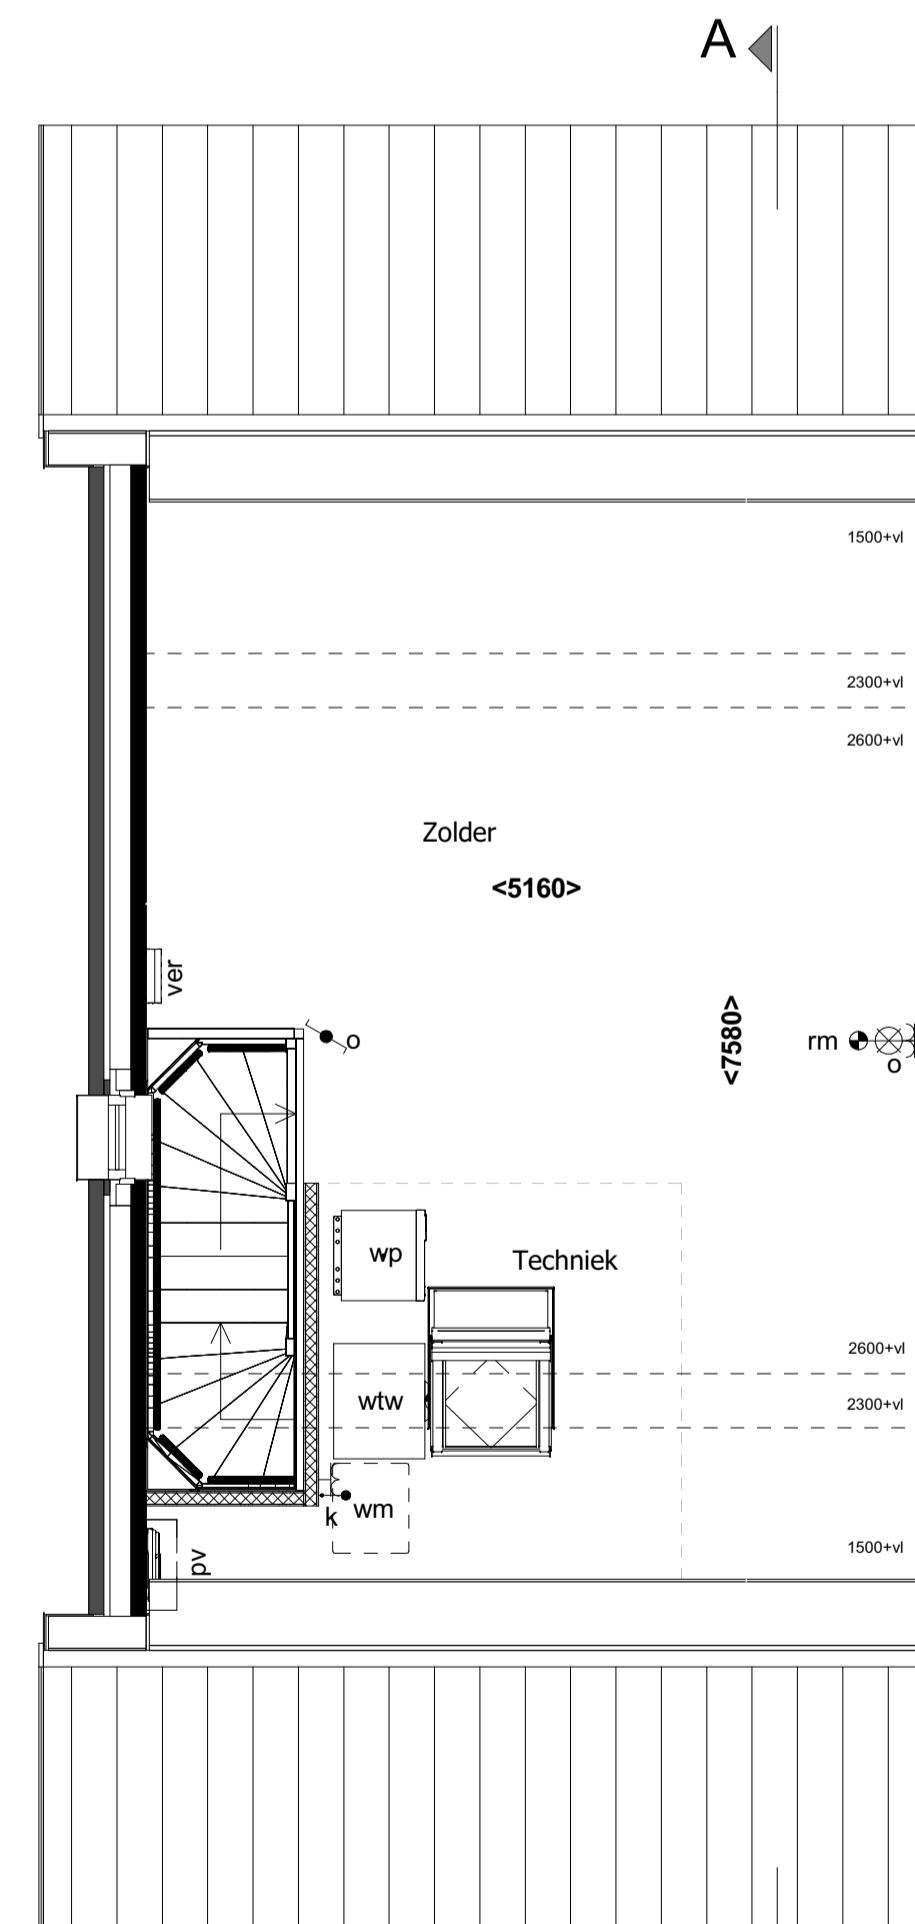 A
1500+vl
2300+vl
2600+vl
Zolder
<5160>
ver
<7580>
o
rm
o
wp
Techniek
2600+vl
wtw
2300+vl
k
wm
1500+vl
pv